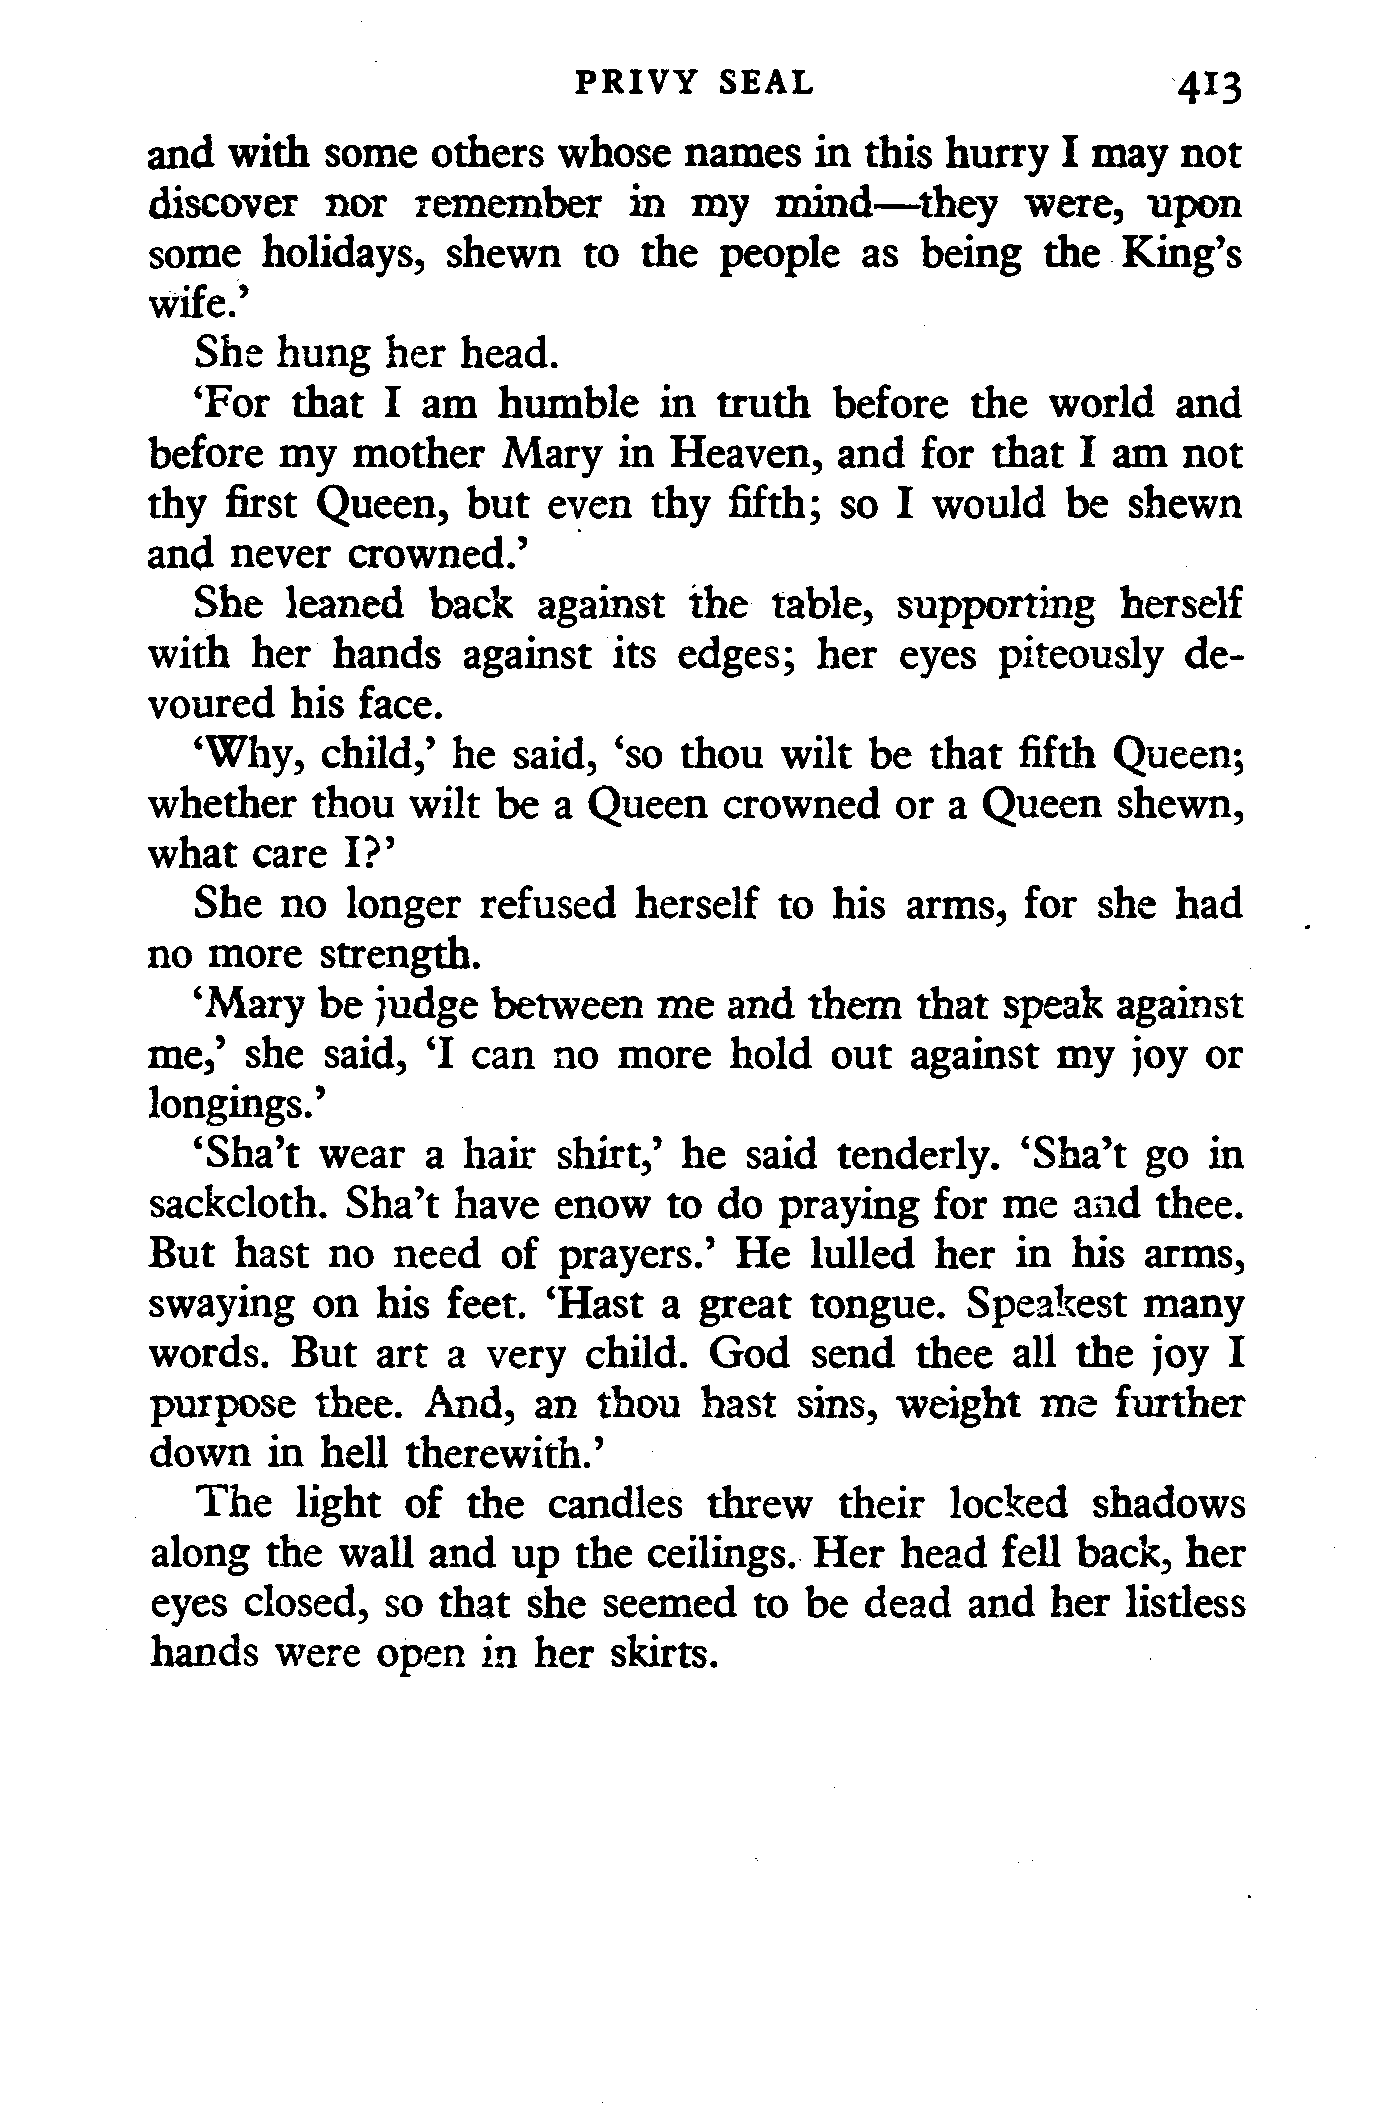 PRIVY SEAL 413
and with some others whose names in this hurry I may not
discover nor remember in my mind—they were, upon
some holidays, shewn to the people as being the King’s
wife.’
She hung her head.
‘For that I am humble in truth before the world and
before my mother Mary in Heaven, and for that I am not
thy first Queen, but even thy fifth; so I would be shewn
and never crowned.’
She leaned back against the table, supporting herself
with her hands against its edges; her eyes piteously de-
voured his face.
‘Why, child,’ he said, ‘so thou wilt be that fifth Queen;
whether thou wilt be a Queen crowned or a Queen shewn,
what care I?’
She no longer refused herself to his arms, for she had
no more strength.
‘Mary be judge between me and them that speak against
me,’ she said, ‘I can no more hold out against my joy or
longings.’
‘Sha’t wear a hair shirt,’ he said tenderly. ‘Sha’t go in
sackcloth. Sha’t have enow to do praying for me and thee.
But hast no need of prayers.’ He lulled her in his arms,
swaying on his feet. ‘Hast a great tongue. Speakest many
words. But art a very child. God send thee all the joy I
purpose thee. And, an thou hast sins, weight me further
down in hell therewith.’
The light of the candles threw their locked shadows
along the wall and up the ceilings. Her head fell back, her
eyes closed, so that she seemed to be dead and her listless
hands were open in her skirts.